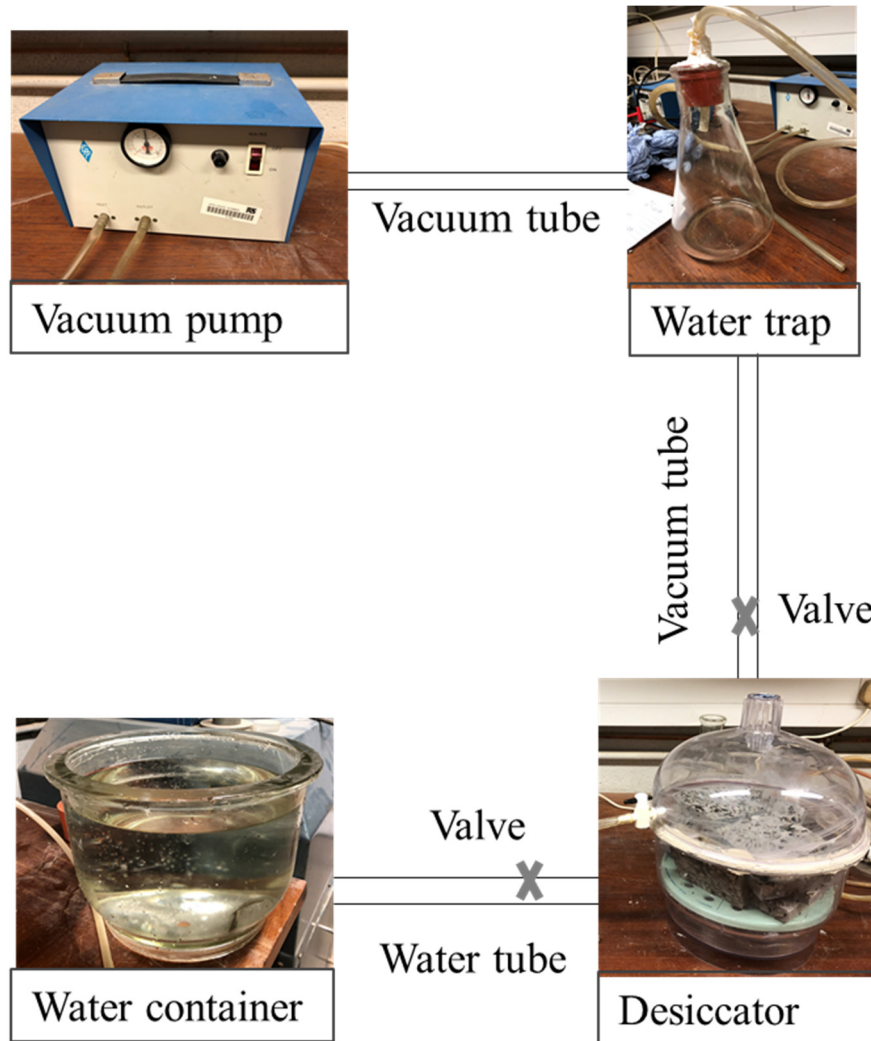 Vacuum pump
Vacuum tube
Water trap
Vacuum tube
Valve
Valve
Water tube
Water container
Desiccator